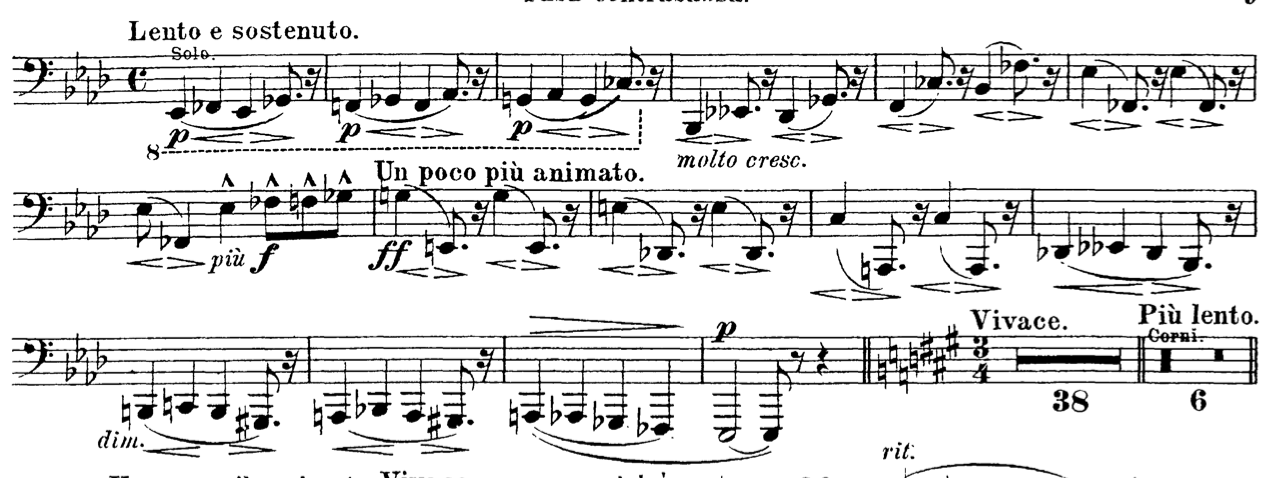 Lento e sostenuto.
Solo.
p p p
8
molto cresc.
Un poco più animato.
più f ff
Vivace. Più lento.
p Corni.
3
4
38 6
dim.
rit.